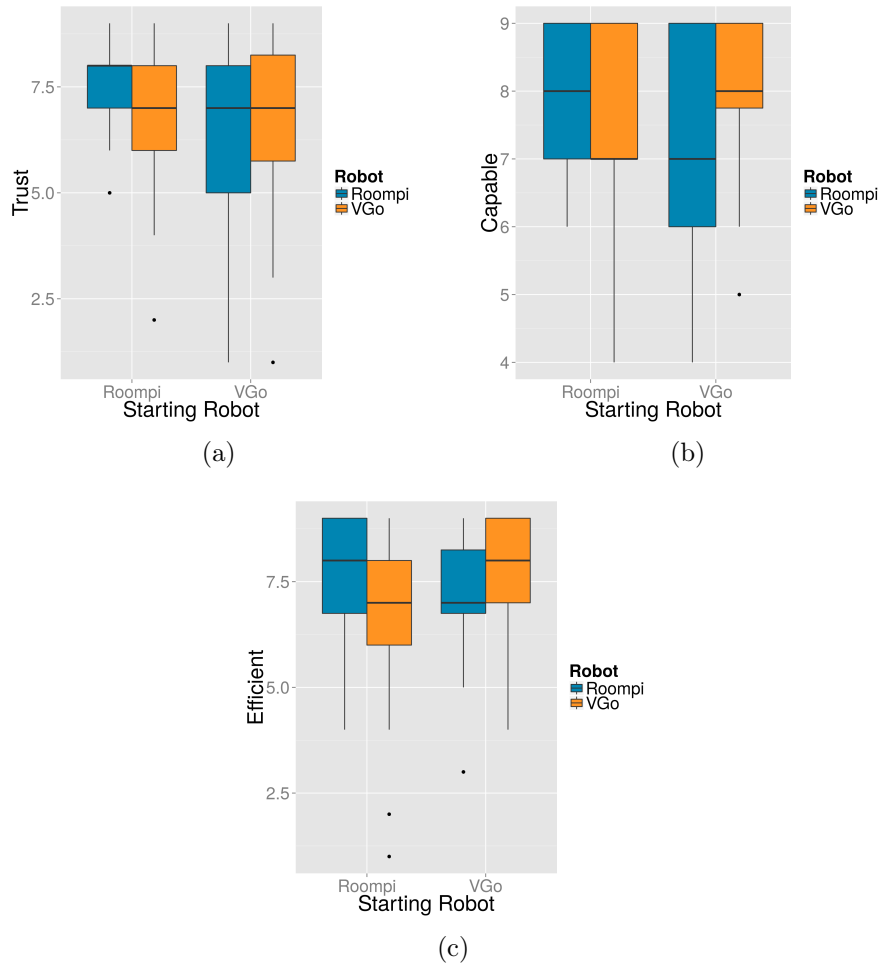 Trust
7.5
5.0
2.5
Roompi VGo
Starting Robot
Robot
Roompi
VGo
(a)
Capable
9
8
7
6
5
4
Roompi VGo
Starting Robot
Robot
Roompi
VGo
(b)
Efficient
7.5
5.0
2.5
Roompi VGo
Starting Robot
Robot
Roompi
VGo
(c)